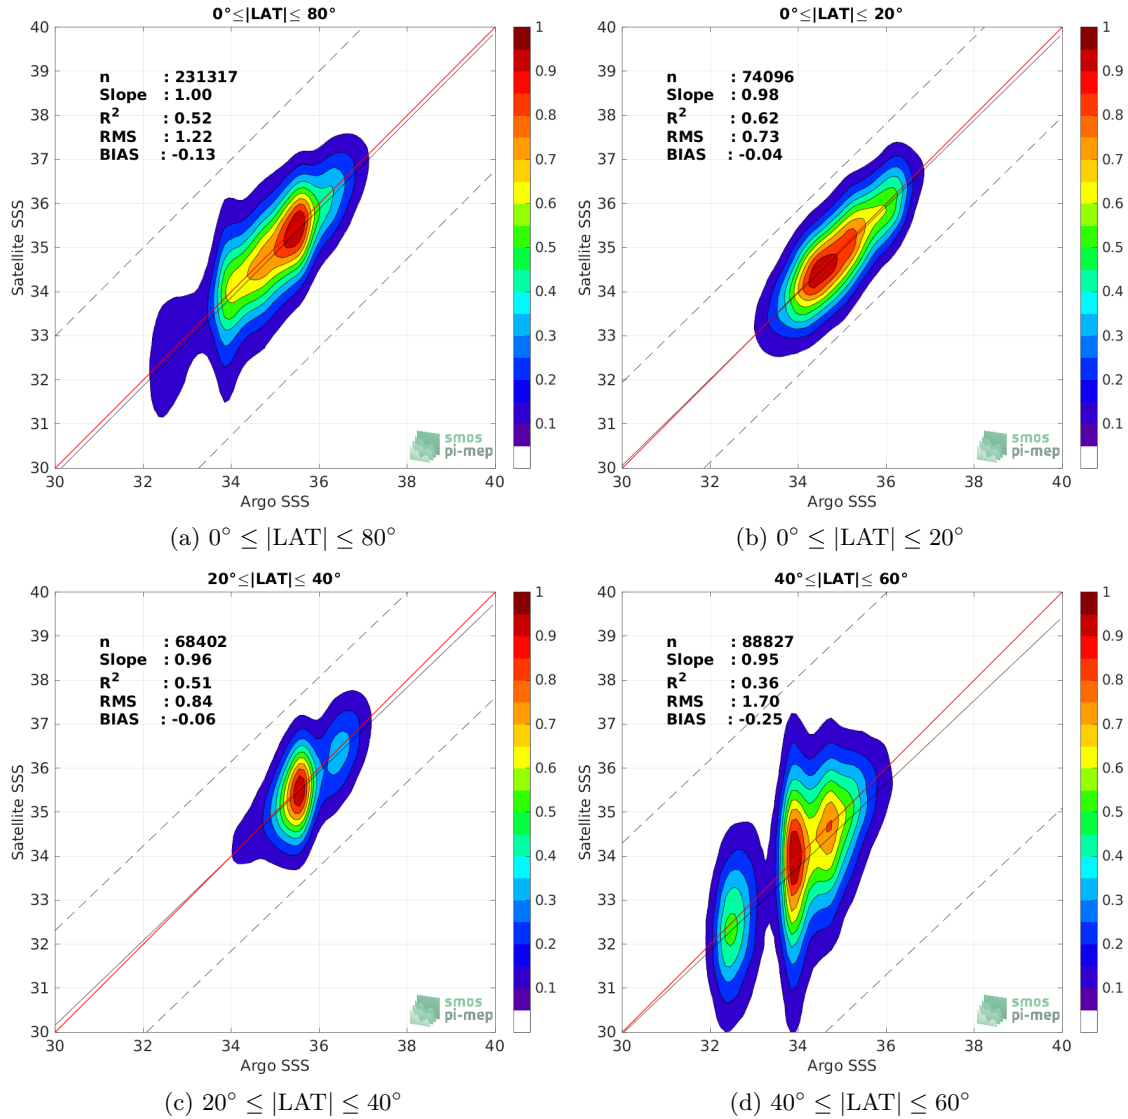 0°≤|LAT|≤ 80°
n : 231317
Slope : 1.00
R² : 0.52
RMS : 1.22
BIAS : -0.13
40
39
38
37
36
35
34
33
32
31
30
Satellite SSS
30 32 34 36 38 40
Argo SSS
1
0.9
0.8
0.7
0.6
0.5
0.4
0.3
0.2
0.1
smos
pi-mep
(a) 0° ≤ |LAT| ≤ 80°
0°≤|LAT|≤ 20°
n : 74096
Slope : 0.98
R² : 0.62
RMS : 0.73
BIAS : -0.04
40
39
38
37
36
35
34
33
32
31
30
Satellite SSS
30 32 34 36 38 40
Argo SSS
1
0.9
0.8
0.7
0.6
0.5
0.4
0.3
0.2
0.1
smos
pi-mep
(b) 0° ≤ |LAT| ≤ 20°
20°≤|LAT|≤ 40°
n : 68402
Slope : 0.96
R² : 0.51
RMS : 0.84
BIAS : -0.06
40
39
38
37
36
35
34
33
32
31
30
Satellite SSS
30 32 34 36 38 40
Argo SSS
1
0.9
0.8
0.7
0.6
0.5
0.4
0.3
0.2
0.1
smos
pi-mep
(c) 20° ≤ |LAT| ≤ 40°
40°≤|LAT|≤ 60°
n : 88827
Slope : 0.95
R² : 0.36
RMS : 1.70
BIAS : -0.25
40
39
38
37
36
35
34
33
32
31
30
Satellite SSS
30 32 34 36 38 40
Argo SSS
1
0.9
0.8
0.7
0.6
0.5
0.4
0.3
0.2
0.1
smos
pi-mep
(d) 40° ≤ |LAT| ≤ 60°